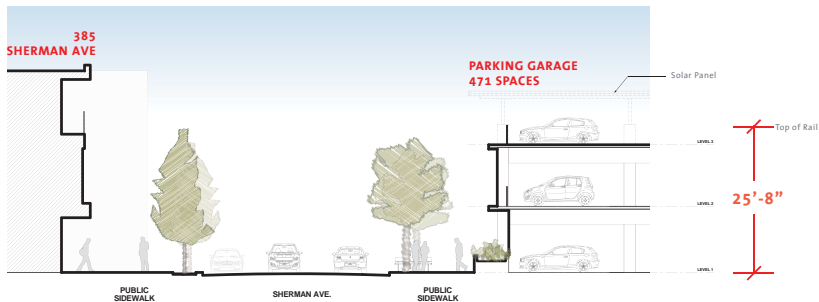 385
SHERMAN AVE
PARKING GARAGE
471 SPACES
Solar Panel
Top of Rail
LEVEL 3
25'-8”
LEVEL 2
LEVEL 1
PUBLIC
SIDEWALK
SHERMAN AVE.
PUBLIC
SIDEWALK